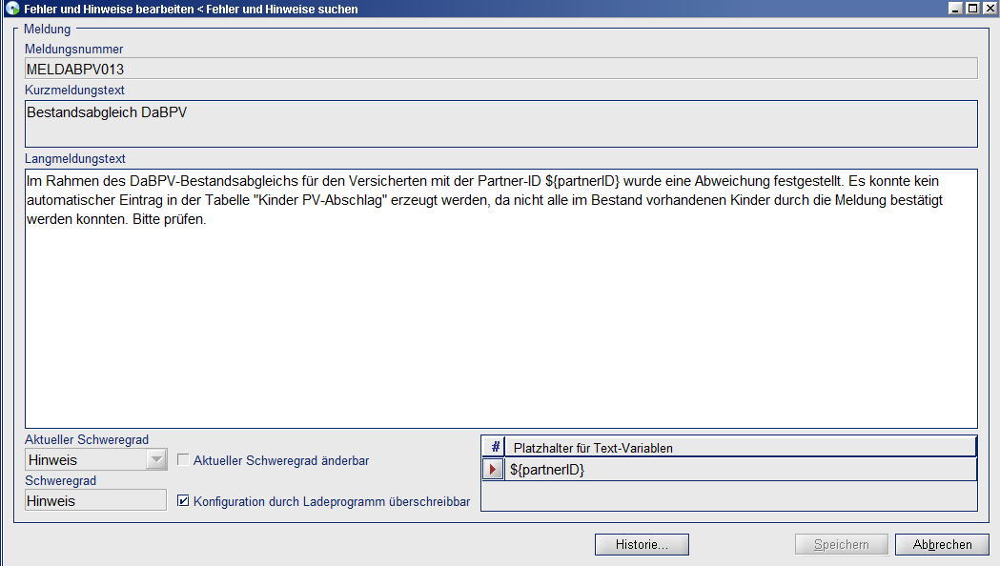 Fehler und Hinweise bearbeiten < Fehler und Hinweise suchen
Meldung
Meldungsnummer
MELDABPV013
Kurzmeldungstext
Bestandsabgleich DaBPV
Langmeldungstext
Im Rahmen des DaBPV-Bestandsabgleichs für den Versicherten mit der Partner-ID ${partnerID} wurde eine Abweichung festgestellt. Es konnte kein
automatischer Eintrag in der Tabelle "Kinder PV-Abschlag" erzeugt werden, da nicht alle im Bestand vorhandenen Kinder durch die Meldung bestätigt
werden konnten. Bitte prüfen.
Aktueller Schweregrad
Hinweis
Aktueller Schweregrad änderbar
Schweregrad
Hinweis
Konfiguration durch Ladeprogramm überschreibbar
# Platzhalter für Text-Variablen
${partnerID}
Historie...
Speichern
Abbrechen